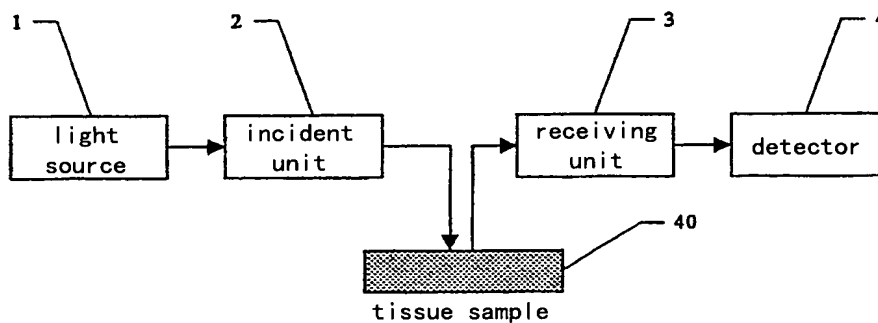 1
2
3
4
light
source
incident
unit
receiving
unit
detector
40
tissue sample